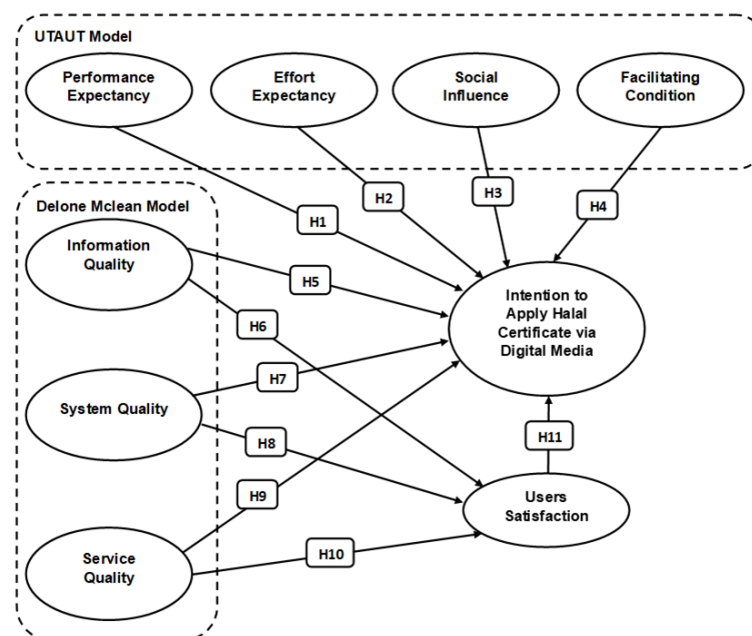 UTAUT Model
Performance
Expectancy
Effort
Expectancy
Social
Influence
Facilitating
Condition
H1
H2
H3
H4
Delone Mclean Model
Information
Quality
H5
H6
Intention to
Apply Halal
Certificate via
Digital Media
System Quality
H7
H8
H11
H9
Users
Satisfaction
Service
Quality
H10